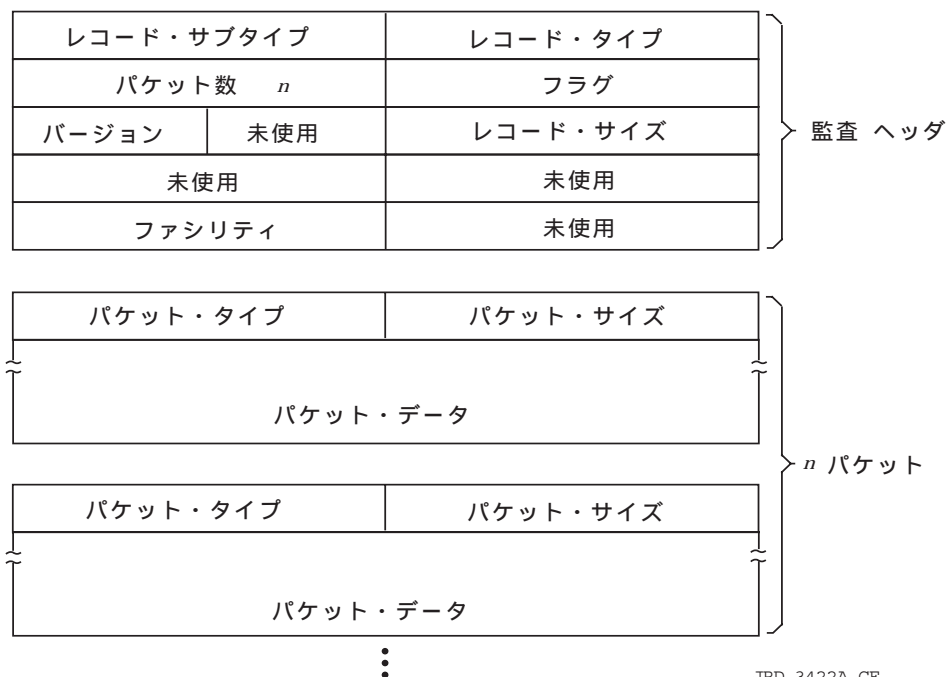 レコード・サブタイプ レコード・タイプ
パケット数 n フラグ
バージョン 未使用 レコード・サイズ
監査 ヘッダ
未使用 未使用
ファシリティ 未使用
パケット・タイプ パケット・サイズ
パケット・データ
n パケット
パケット・タイプ パケット・サイズ
パケット・データ